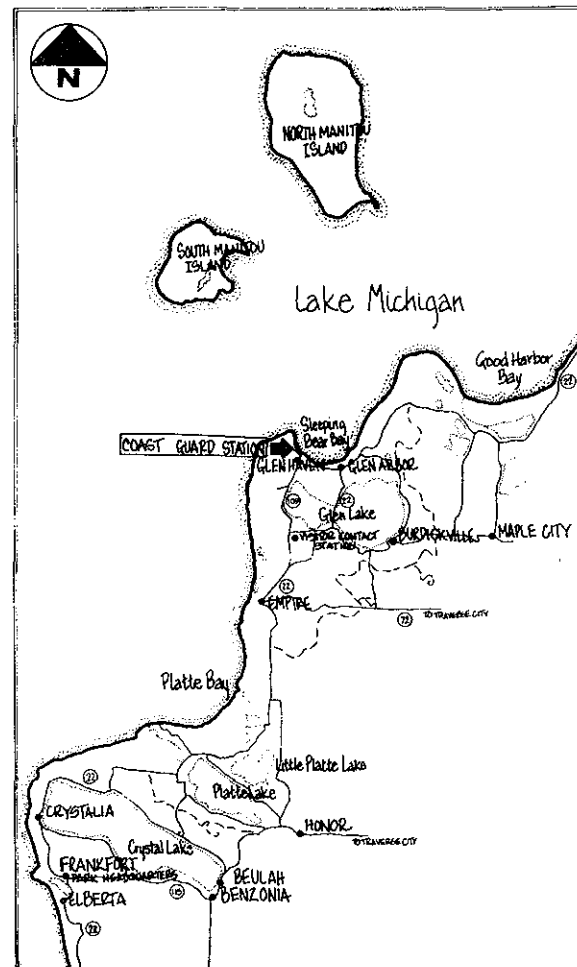 N
NORTH MANITOU
ISLAND
SOUTH MANITOU
ISLAND
Lake Michigan
Good Harbor
Bay
22
Sleeping
Bear Bay
COAST GUARD STATION
GLEN HAVEN
GLEN ARBOR
109
22
Glen Lake
VISITOR CONTACT
STATION
BURDICKVILLE
MAPLE CITY
22
EMPIRE
72
TO TRAVERSE CITY
Platte Bay
Little Platte Lake
22
Platte Lake
CRYSTALIA
HONOR
Crystal Lake
TO TRAVERSE CITY
FRANKFORT
PARK HEADQUARTERS
BEULAH
ELBERTA
115
BENZONIA
22